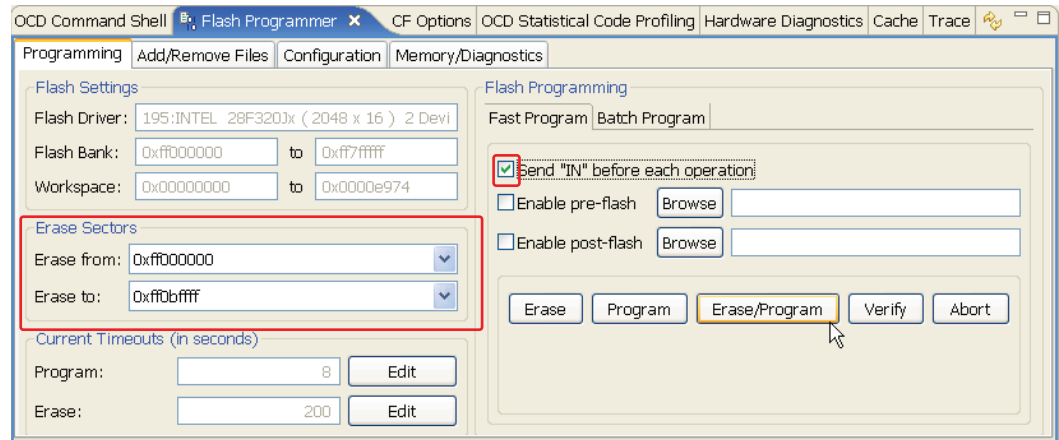 OCD Command Shell Flash Programmer CF Options OCD Statistical Code Profiling Hardware Diagnostics Cache Trace
Programming Add/Remove Files Configuration Memory/Diagnostics
Flash Settings
Flash Driver: 195:INTEL 28F320Jx ( 2048 x 16 ) 2 Devi
Flash Bank: 0xff000000 to 0xff7fffff
Workspace: 0x00000000 to 0x0000e974
Erase Sectors
Erase from: 0xff000000
Erase to: 0xff0bffff
Current Timeouts (in seconds)
Program: 8 Edit
Erase: 200 Edit
Flash Programming
Fast Program Batch Program
Send "IN" before each operation
Enable pre-flash Browse
Enable post-flash Browse
Erase Program Erase/Program Verify Abort